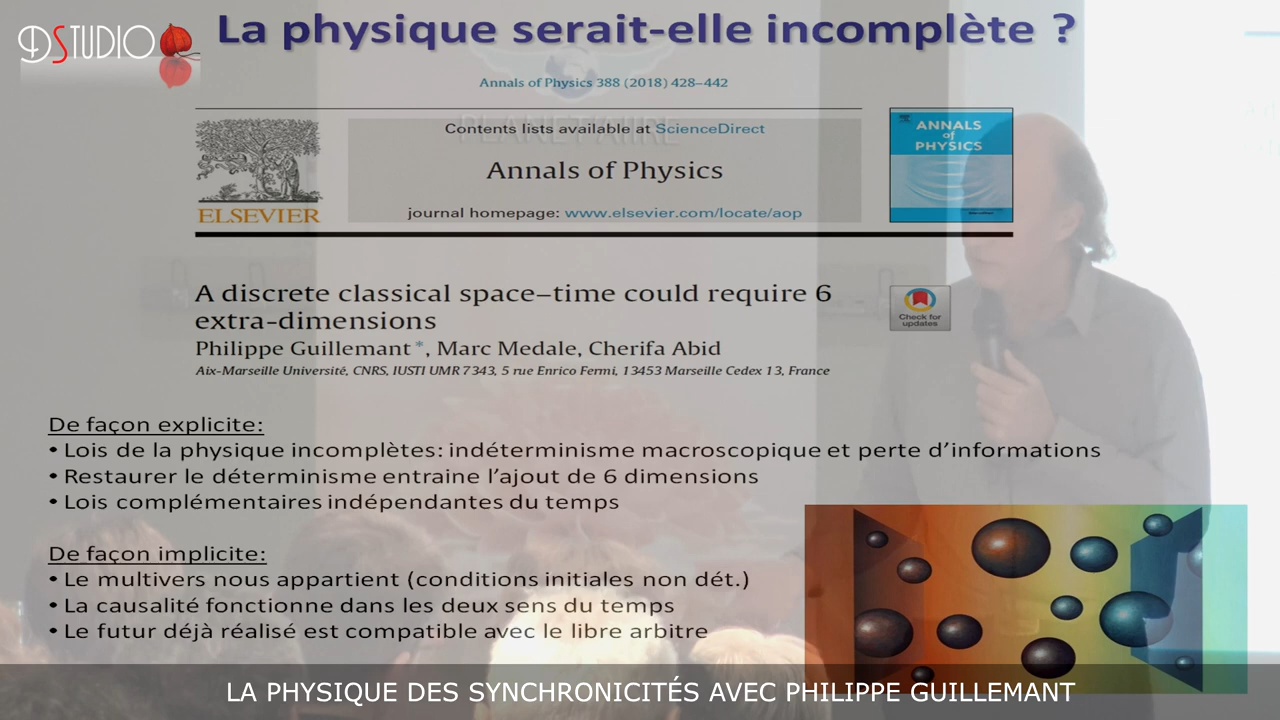 DSTUDIO
La physique serait-elle incomplète ?
Annals of Physics 388 (2018) 428–442
PLANÉTAIRE
Contents lists available at ScienceDirect
Annals of Physics
journal homepage: www.elsevier.com/locate/aop
ELSEVIER
ANNALS
of
PHYSICS
A discrete classical space–time could require 6
extra-dimensions
Check for
updates
Philippe Guillemant *, Marc Medale, Cherifa Abid
Aix-Marseille Université, CNRS, IUSTI UMR 7343, 5 rue Enrico Fermi, 13453 Marseille Cedex 13, France
De façon explicite:
• Lois de la physique incomplètes: indéterminisme macroscopique et perte d’informations
• Restaurer le déterminisme entraine l’ajout de 6 dimensions
• Lois complémentaires indépendantes du temps
De façon implicite:
• Le multivers nous appartient (conditions initiales non dét.)
• La causalité fonctionne dans les deux sens du temps
• Le futur déjà réalisé est compatible avec le libre arbitre
LA PHYSIQUE DES SYNCHRONICITÉS AVEC PHILIPPE GUILLEMANT